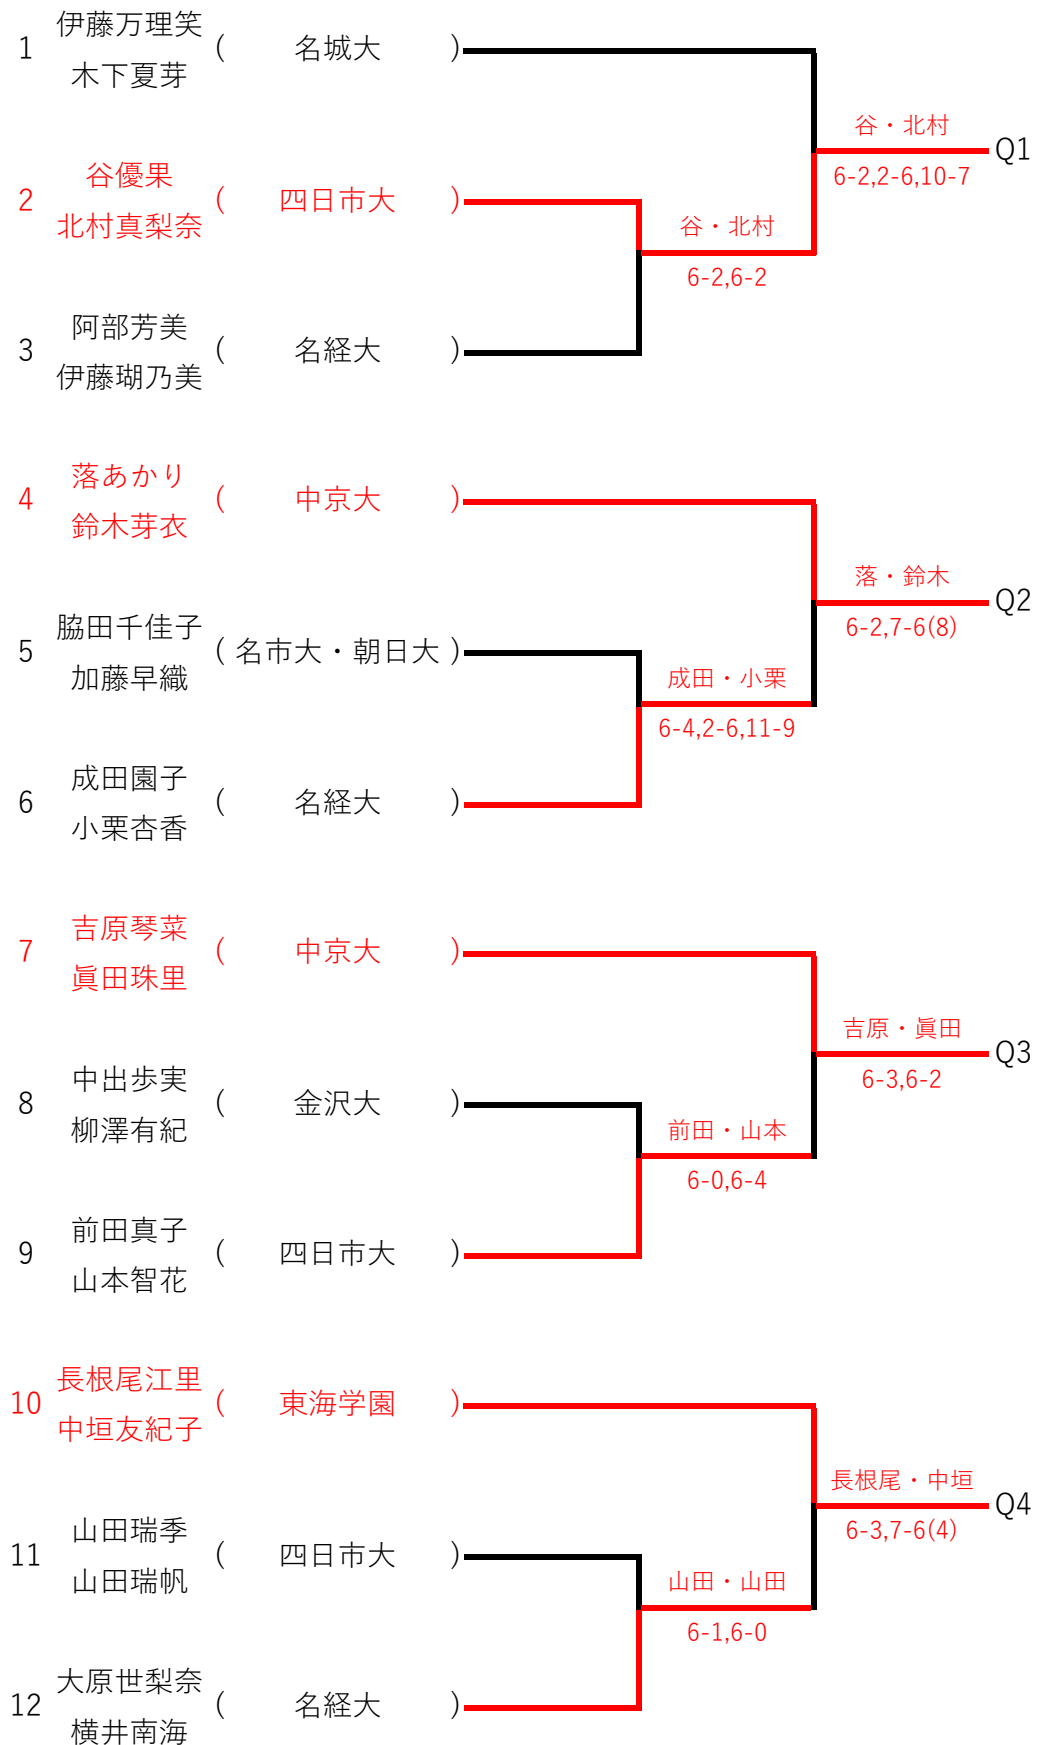 伊藤万理笑
1 ( 名城大 )
木下夏芽
谷・北村
Q1
6-2,2-6,10-7
谷優果
2 ( 四日市大 )
北村真梨奈
谷・北村
6-2,6-2
阿部芳美
3 ( 名経大 )
伊藤瑚乃美
落あかり
4 ( 中京大 )
鈴木芽衣
落・鈴木
Q2
6-2,7-6(8)
脇田千佳子
5 ( 名市大・朝日大 )
加藤早織
成田・小栗
6-4,2-6,11-9
成田園子
6 ( 名経大 )
小栗杏香
吉原琴菜
7 ( 中京大 )
眞田珠里
吉原・眞田
Q3
6-3,6-2
中出歩実
8 ( 金沢大 )
柳澤有紀
前田・山本
6-0,6-4
前田真子
9 ( 四日市大 )
山本智花
長根尾江里
10 ( 東海学園 )
中垣友紀子
長根尾・中垣
Q4
6-3,7-6(4)
山田瑞季
11 ( 四日市大 )
山田瑞帆
山田・山田
6-1,6-0
大原世梨奈
12 ( 名経大 )
横井南海